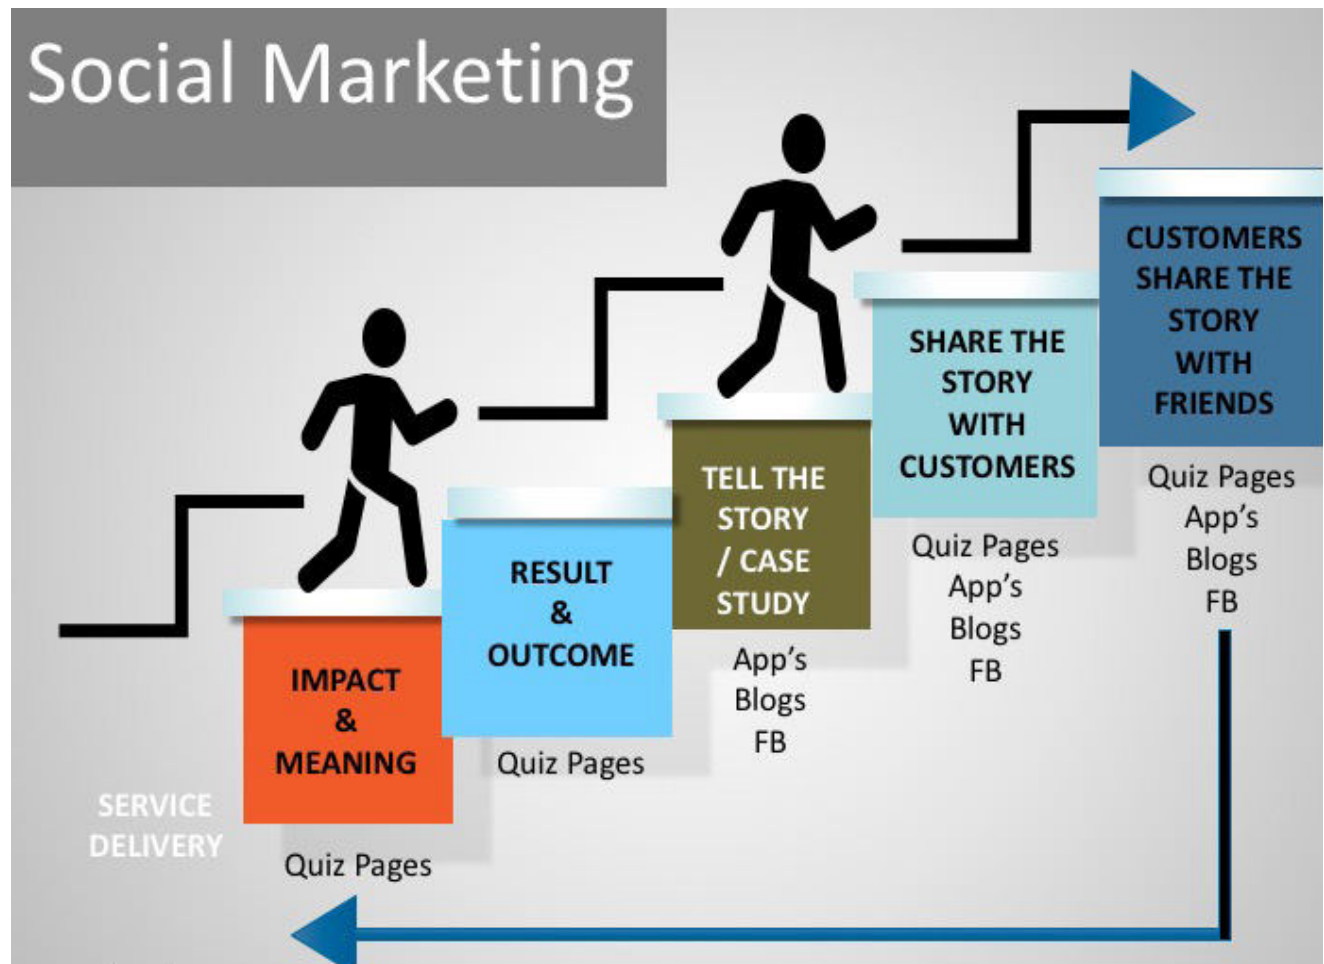 Social Marketing
SERVICE
DELIVERY
IMPACT
&
MEANING
Quiz Pages
RESULT
&
OUTCOME
Quiz Pages
TELL THE
STORY
/ CASE
STUDY
App's
Blogs
FB
SHARE THE
STORY
WITH
CUSTOMERS
Quiz Pages
App's
Blogs
FB
CUSTOMERS
SHARE THE
STORY
WITH
FRIENDS
Quiz Pages
App's
Blogs
FB